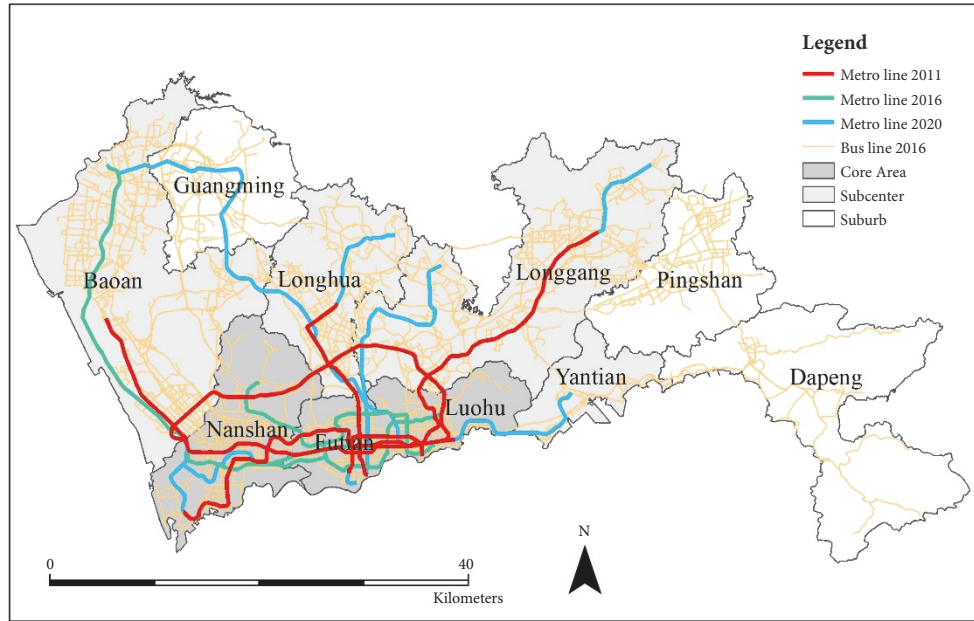 Legend
Metro line 2011
Metro line 2016
Metro line 2020
Bus line 2016
Core Area
Subcenter
Suburb
Guangming
Baoan
Longhua
Longgang
Pingshan
Yantian
Dapeng
Luohu
Nanshan
Futian
N
0
40
Kilometers